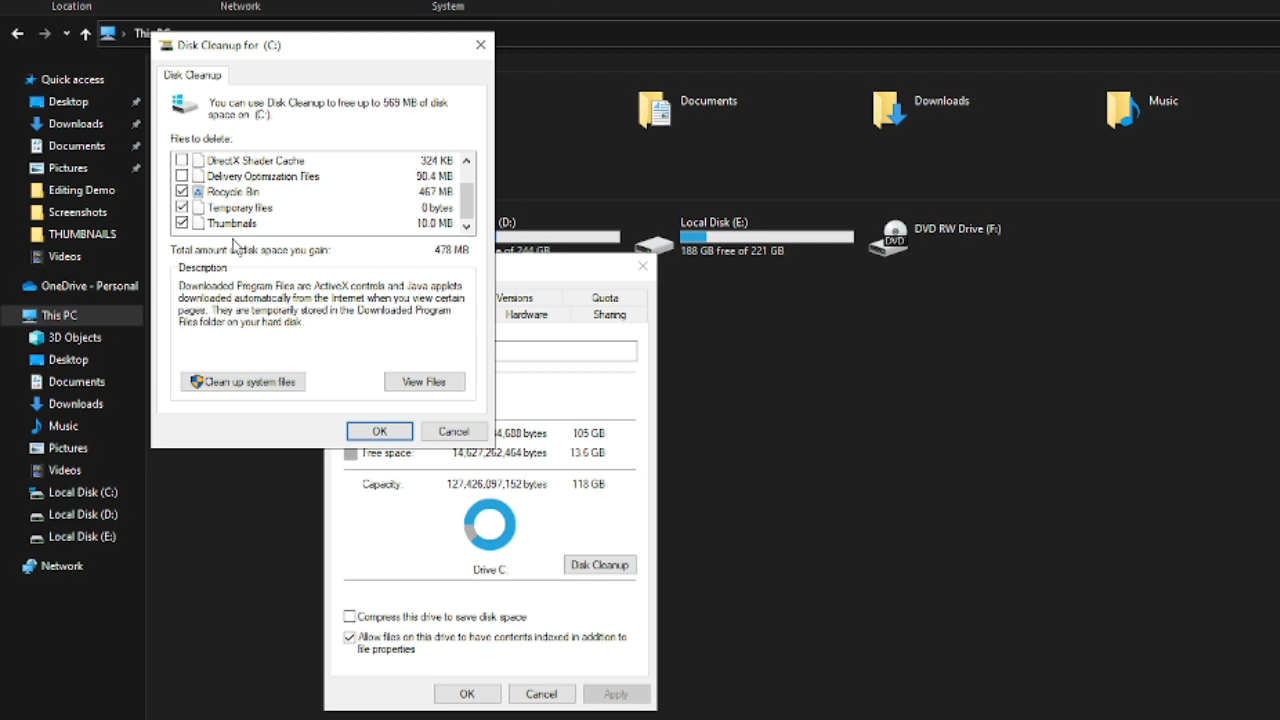 Location
Network
System
This PC
Disk Cleanup for (C:)
Disk Cleanup
You can use Disk Cleanup to free up to 569 MB of disk
space on (C:).
Files to delete:
DirectX Shader Cache 324 KB
Delivery Optimization Files 90.4 MB
Recycle Bin 467 MB
Temporary files 0 bytes
Thumbnails 10.0 MB
Total amount disk space you gain: 478 MB
Description
Downloaded Program Files are ActiveX controls and Java applets
downloaded automatically from the Internet when you view certain
pages. They are temporarily stored in the Downloaded Program
Files folder on your hard disk.
Clean up system files
View Files
OK
Cancel
Quick access
Desktop
Downloads
Documents
Pictures
Editing Demo
Screenshots
THUMBNAILS
Videos
OneDrive - Personal
This PC
3D Objects
Desktop
Documents
Downloads
Music
Pictures
Videos
Local Disk (C:)
Local Disk (D:)
Local Disk (E:)
Network
Documents
Downloads
Music
(D:)
of 244 GB
Local Disk (E:)
188 GB free of 221 GB
DVD
DVD RW Drive (F:)
Versions
Quota
Hardware
Sharing
bytes 105 GB
Free space: 14,627,262,464 bytes 13.6 GB
Capacity: 127,426,097,152 bytes 118 GB
Drive C:
Disk Cleanup
Compress this drive to save disk space
Allow files on this drive to have contents indexed in addition to
file properties
OK
Cancel
Apply